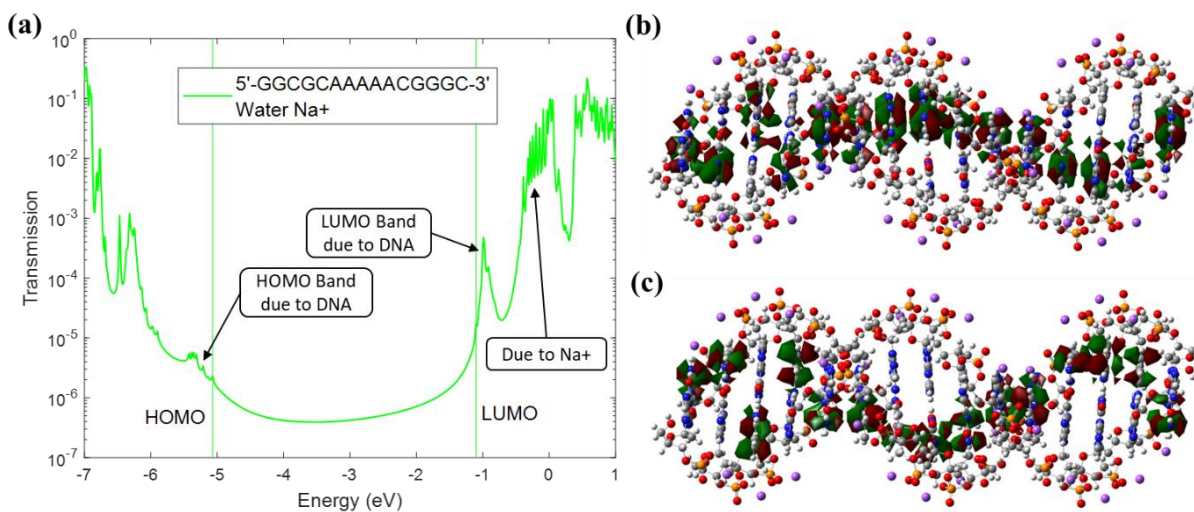 (a)
10^0
10^-1
10^-2
10^-3
10^-4
10^-5
10^-6
10^-7
Transmission
5'-GGCGCAAAAACGGGC-3'
Water Na+
LUMO Band
due to DNA
HOMO Band
due to DNA
Due to Na+
HOMO
LUMO
-7 -6 -5 -4 -3 -2 -1 0 1
Energy (eV)
(b)
(c)